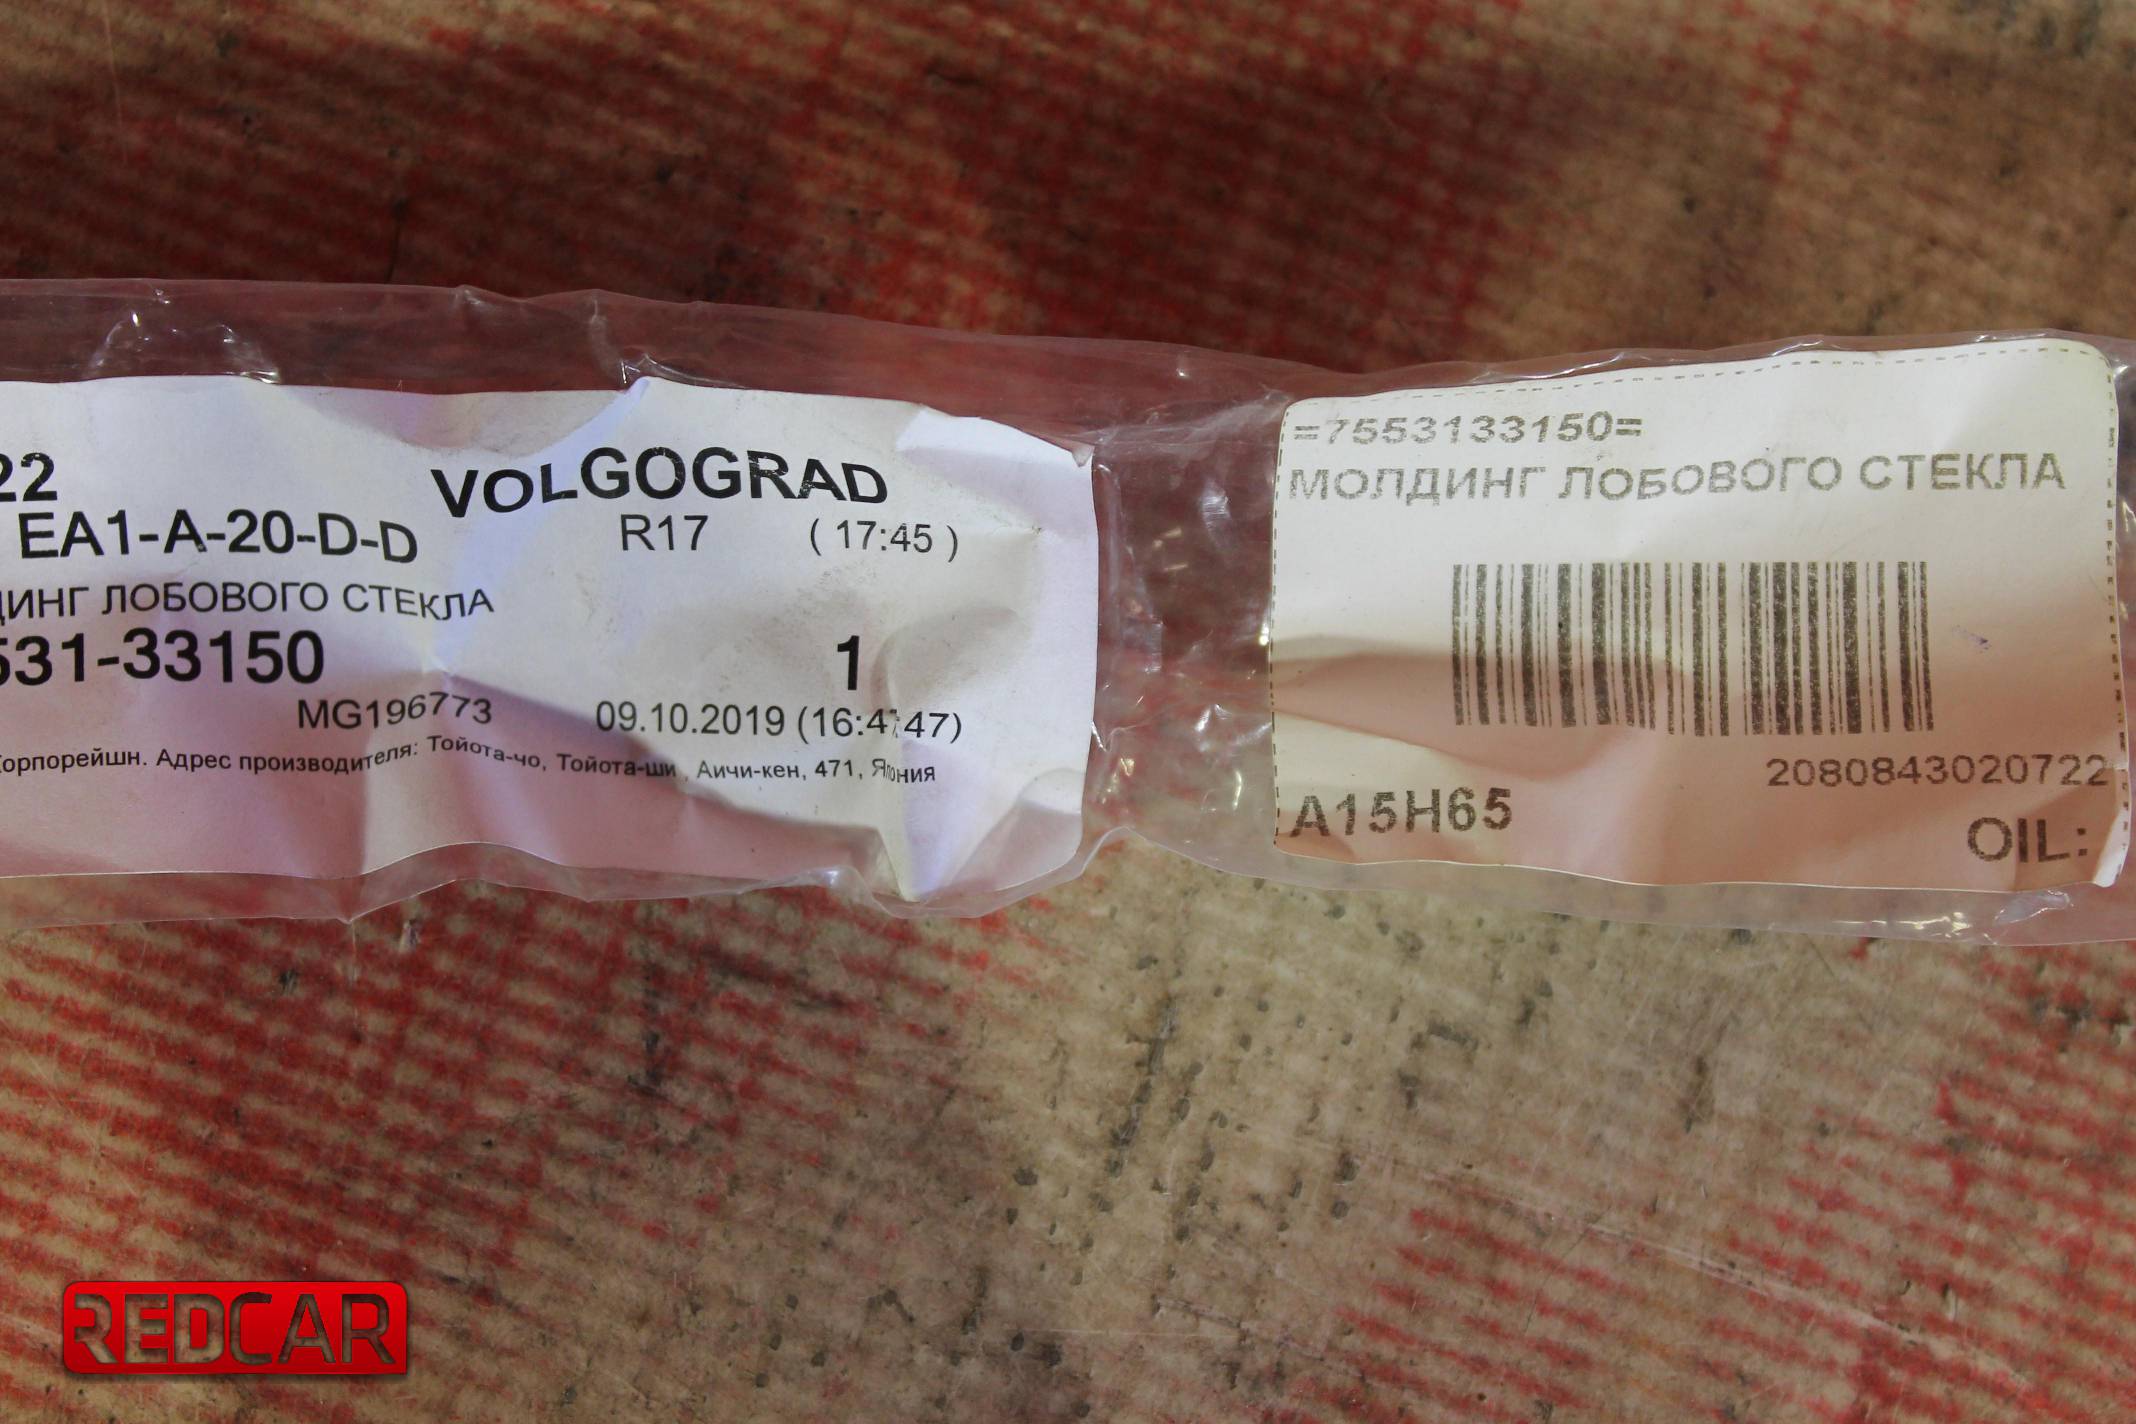 22
EA1-A-20-D-D
VOLGOGRAD
R17 ( 17:45 )
ДИНГ ЛОБОВОГО СТЕКЛА
531-33150 1
MG196773 09.10.2019 (16:47:47)
Корпорейшн. Адрес производителя: Тойота-чо, Тойота-ши , Аичи-кен, 471, Япония
=7553133150=
МОЛДИНГ ЛОБОВОГО СТЕКЛА
2080843020722
A15H65
OIL:
REDCAR